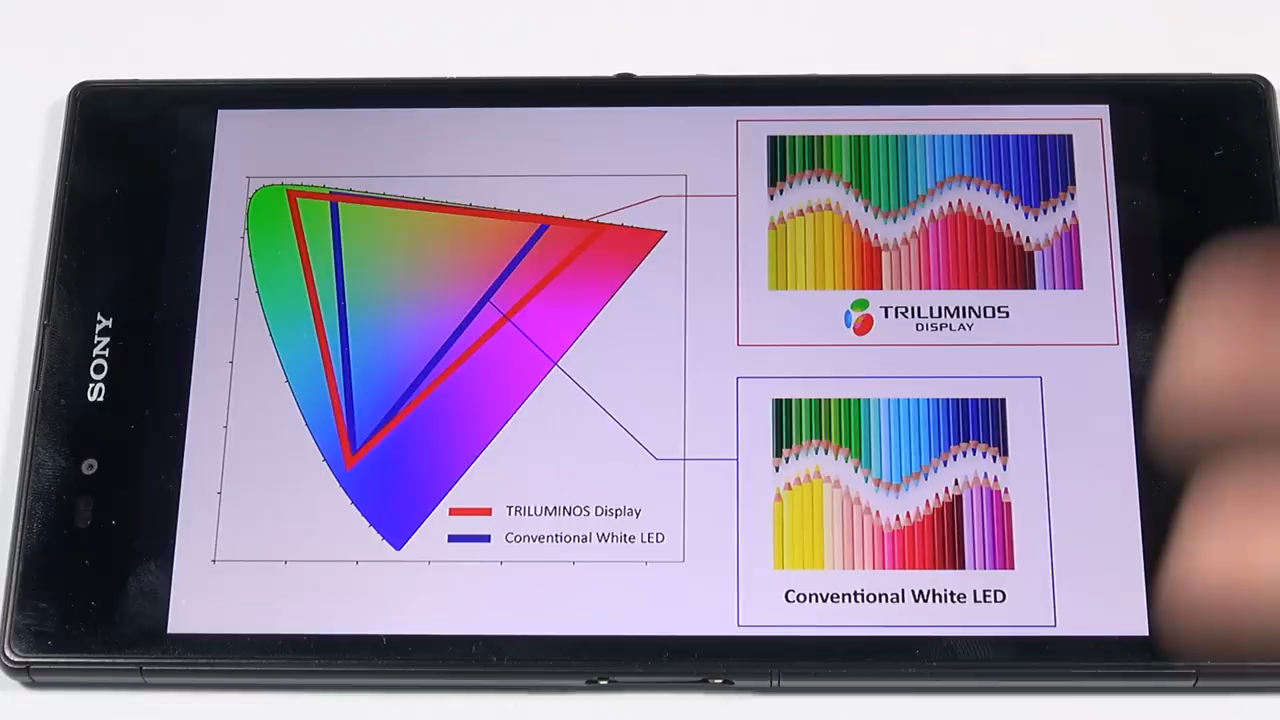 SONY
TRILUMINOS
DISPLAY
TRILUMINOS Display
Conventional White LED
Conventional White LED